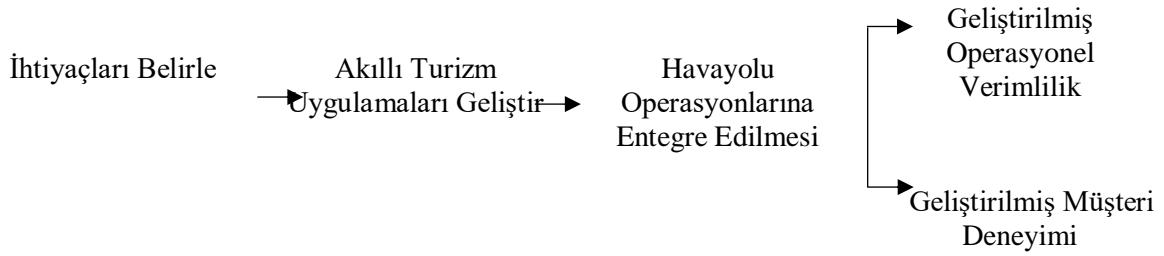 İhtiyaçları Belirle
Akıllı Turizm
Uygulamaları Geliştir
Havayolu
Operasyonlarına
Entegre Edilmesi
Geliştirilmiş
Operasyonel
Verimlilik
Geliştirilmiş Müşteri
Deneyimi